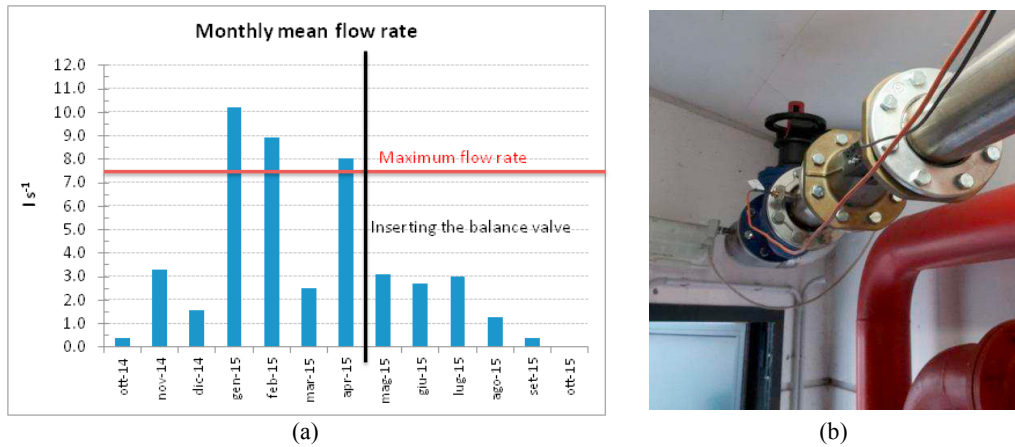 Monthly mean flow rate
12.0
11.0
10.0
9.0
8.0
7.0
6.0
5.0
4.0
3.0
2.0
1.0
0.0
l s-1
Maximum flow rate
Inserting the balance valve
ott-14
nov-14
dic-14
gen-15
feb-15
mar-15
apr-15
mag-15
giu-15
lug-15
ago-15
set-15
ott-15
(a)
(b)